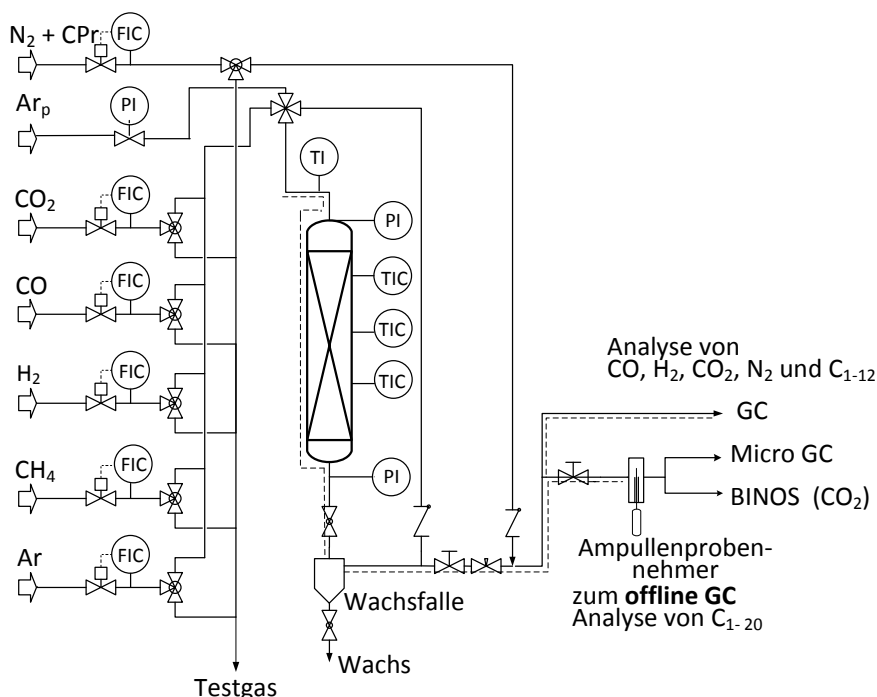 N₂ + CPr
FIC
Arₚ
PI
TI
CO₂
FIC
PI
TIC
CO
FIC
TIC
H₂
FIC
TIC
CH₄
FIC
PI
Ar
FIC
Analyse von
CO, H₂, CO₂, N₂ und C₁₋₁₂
GC
Micro GC
BINOS (CO₂)
Ampullenproben-
nehmer
zum offline GC
Analyse von C₁₋₂₀
Wachsfalle
Wachs
Testgas